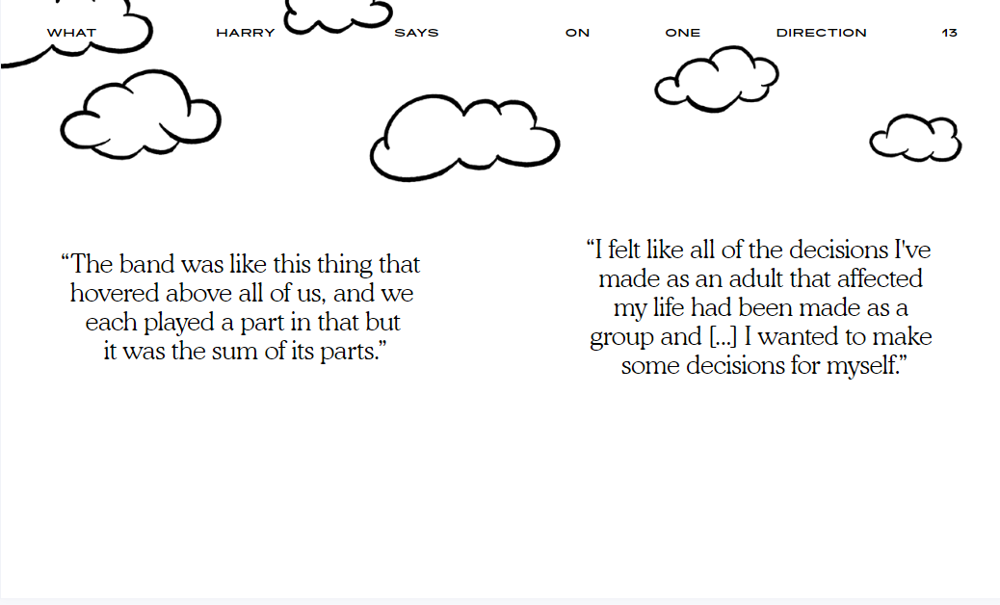 WHAT HARRY SAYS ON ONE DIRECTION 13
“The band was like this thing that
hovered above all of us, and we
each played a part in that but
it was the sum of its parts.”
“I felt like all of the decisions I've
made as an adult that affected
my life had been made as a
group and [...] I wanted to make
some decisions for myself.”